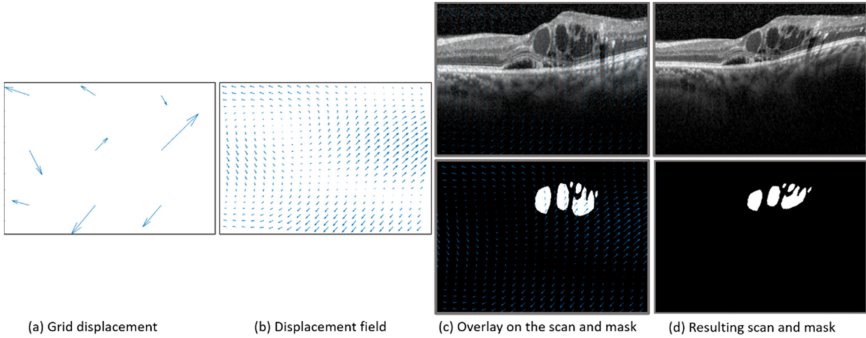 (a) Grid displacement
(b) Displacement field
(c) Overlay on the scan and mask
(d) Resulting scan and mask